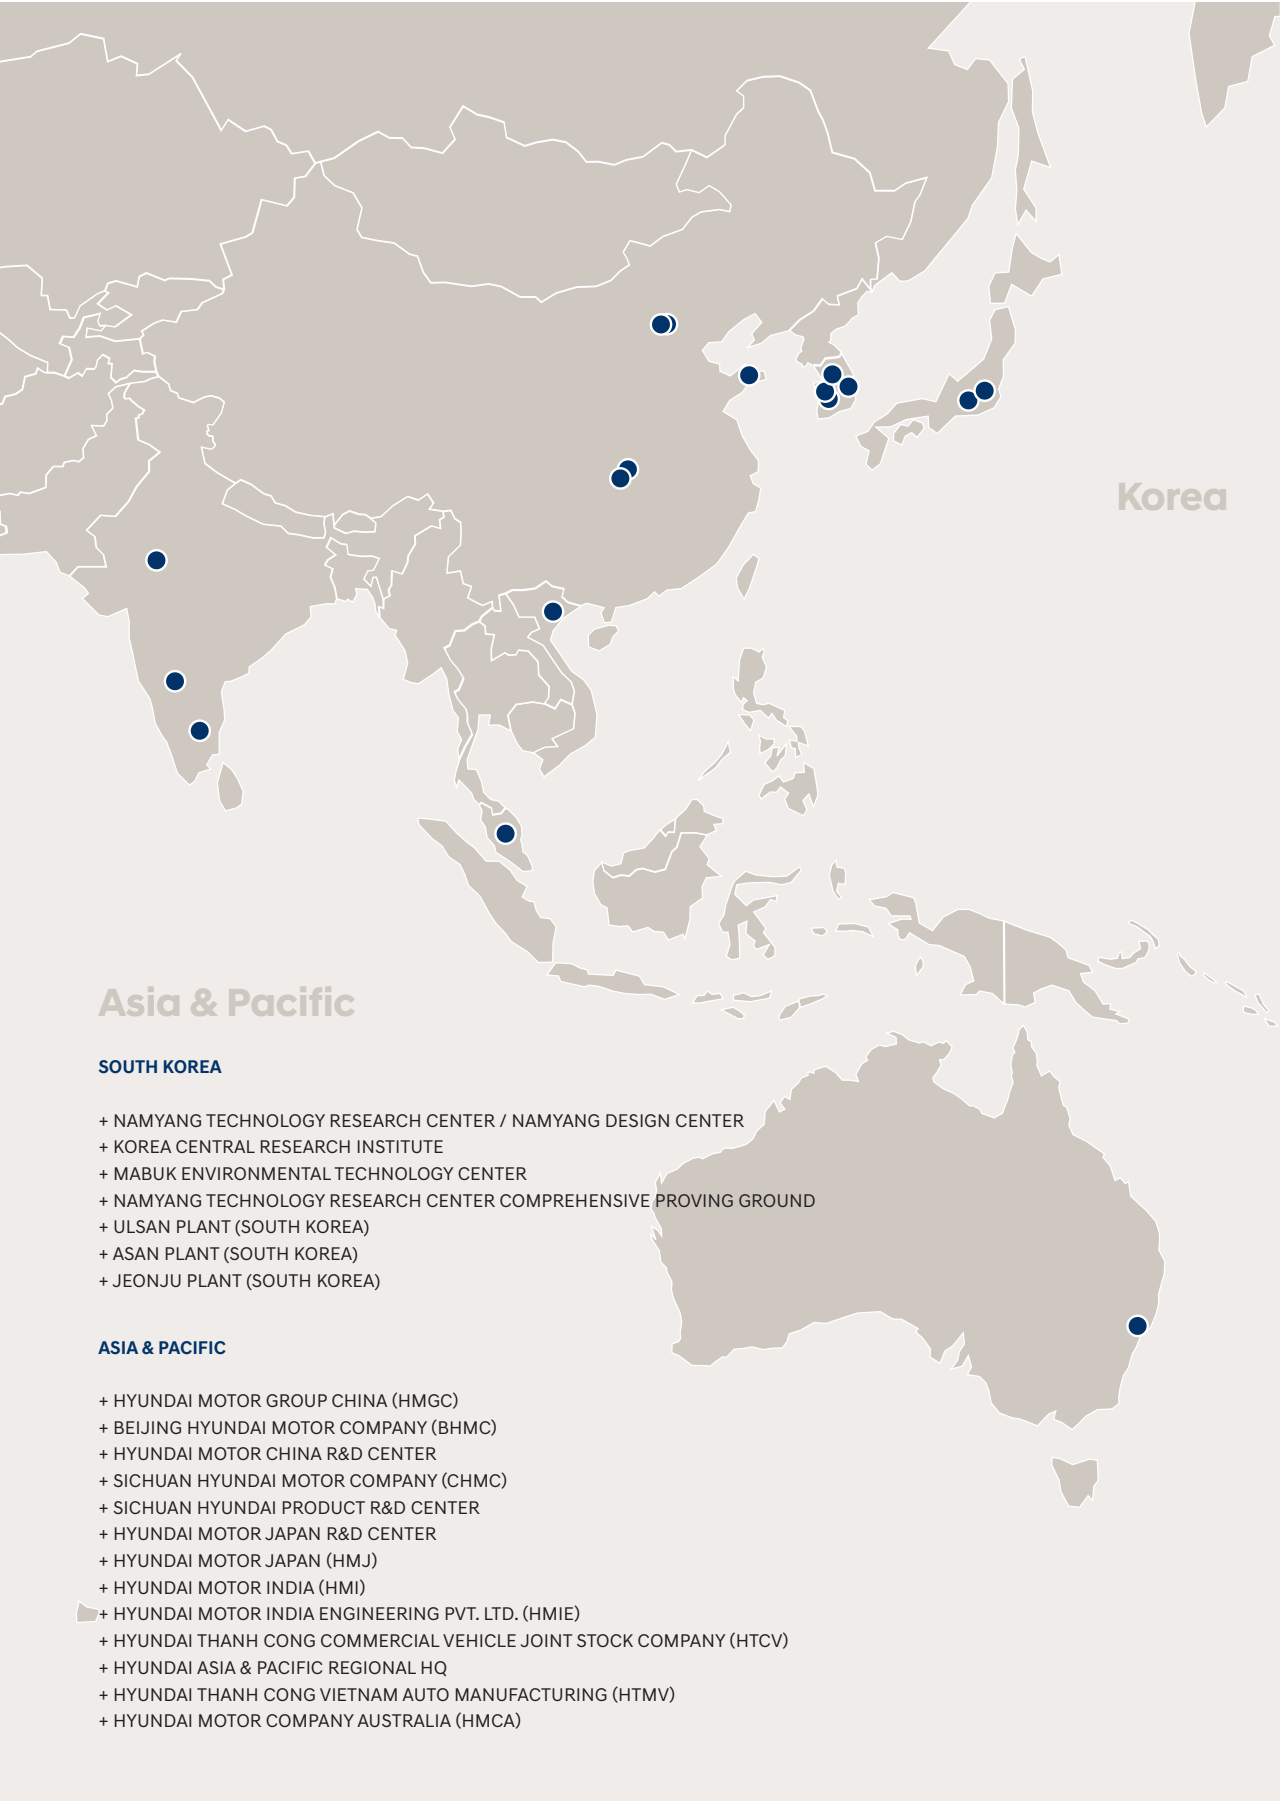 Korea
Asia & Pacific
SOUTH KOREA
+ NAMYANG TECHNOLOGY RESEARCH CENTER / NAMYANG DESIGN CENTER
+ KOREA CENTRAL RESEARCH INSTITUTE
+ MABUK ENVIRONMENTAL TECHNOLOGY CENTER
+ NAMYANG TECHNOLOGY RESEARCH CENTER COMPREHENSIVE PROVING GROUND
+ ULSAN PLANT (SOUTH KOREA)
+ ASAN PLANT (SOUTH KOREA)
+ JEONJU PLANT (SOUTH KOREA)
ASIA & PACIFIC
+ HYUNDAI MOTOR GROUP CHINA (HMGC)
+ BEIJING HYUNDAI MOTOR COMPANY (BHMC)
+ HYUNDAI MOTOR CHINA R&D CENTER
+ SICHUAN HYUNDAI MOTOR COMPANY (CHMC)
+ SICHUAN HYUNDAI PRODUCT R&D CENTER
+ HYUNDAI MOTOR JAPAN R&D CENTER
+ HYUNDAI MOTOR JAPAN (HMJ)
+ HYUNDAI MOTOR INDIA (HMI)
+ HYUNDAI MOTOR INDIA ENGINEERING PVT. LTD. (HMIE)
+ HYUNDAI THANH CONG COMMERCIAL VEHICLE JOINT STOCK COMPANY (HTCV)
+ HYUNDAI ASIA & PACIFIC REGIONAL HQ
+ HYUNDAI THANH CONG VIETNAM AUTO MANUFACTURING (HTMV)
+ HYUNDAI MOTOR COMPANY AUSTRALIA (HMCA)